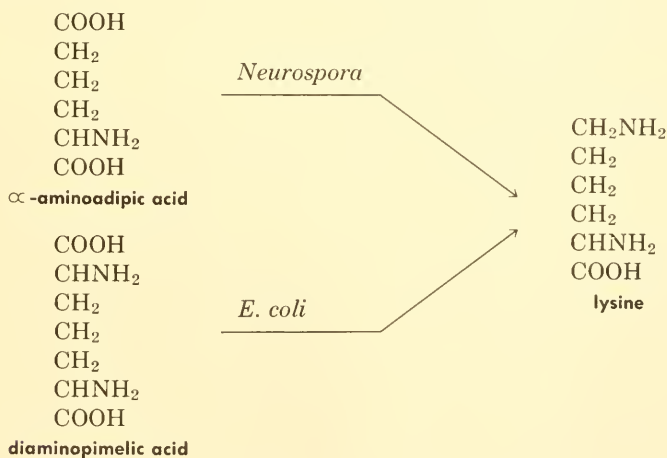 COOH
CH₂
CH₂
CH₂
CHNH₂
COOH
∝-aminoadipic acid
Neurospora
COOH
CHNH₂
CH₂
CH₂
CH₂
CHNH₂
COOH
diaminopimelic acid
E. coli
CH₂NH₂
CH₂
CH₂
CH₂
CHNH₂
COOH
lysine